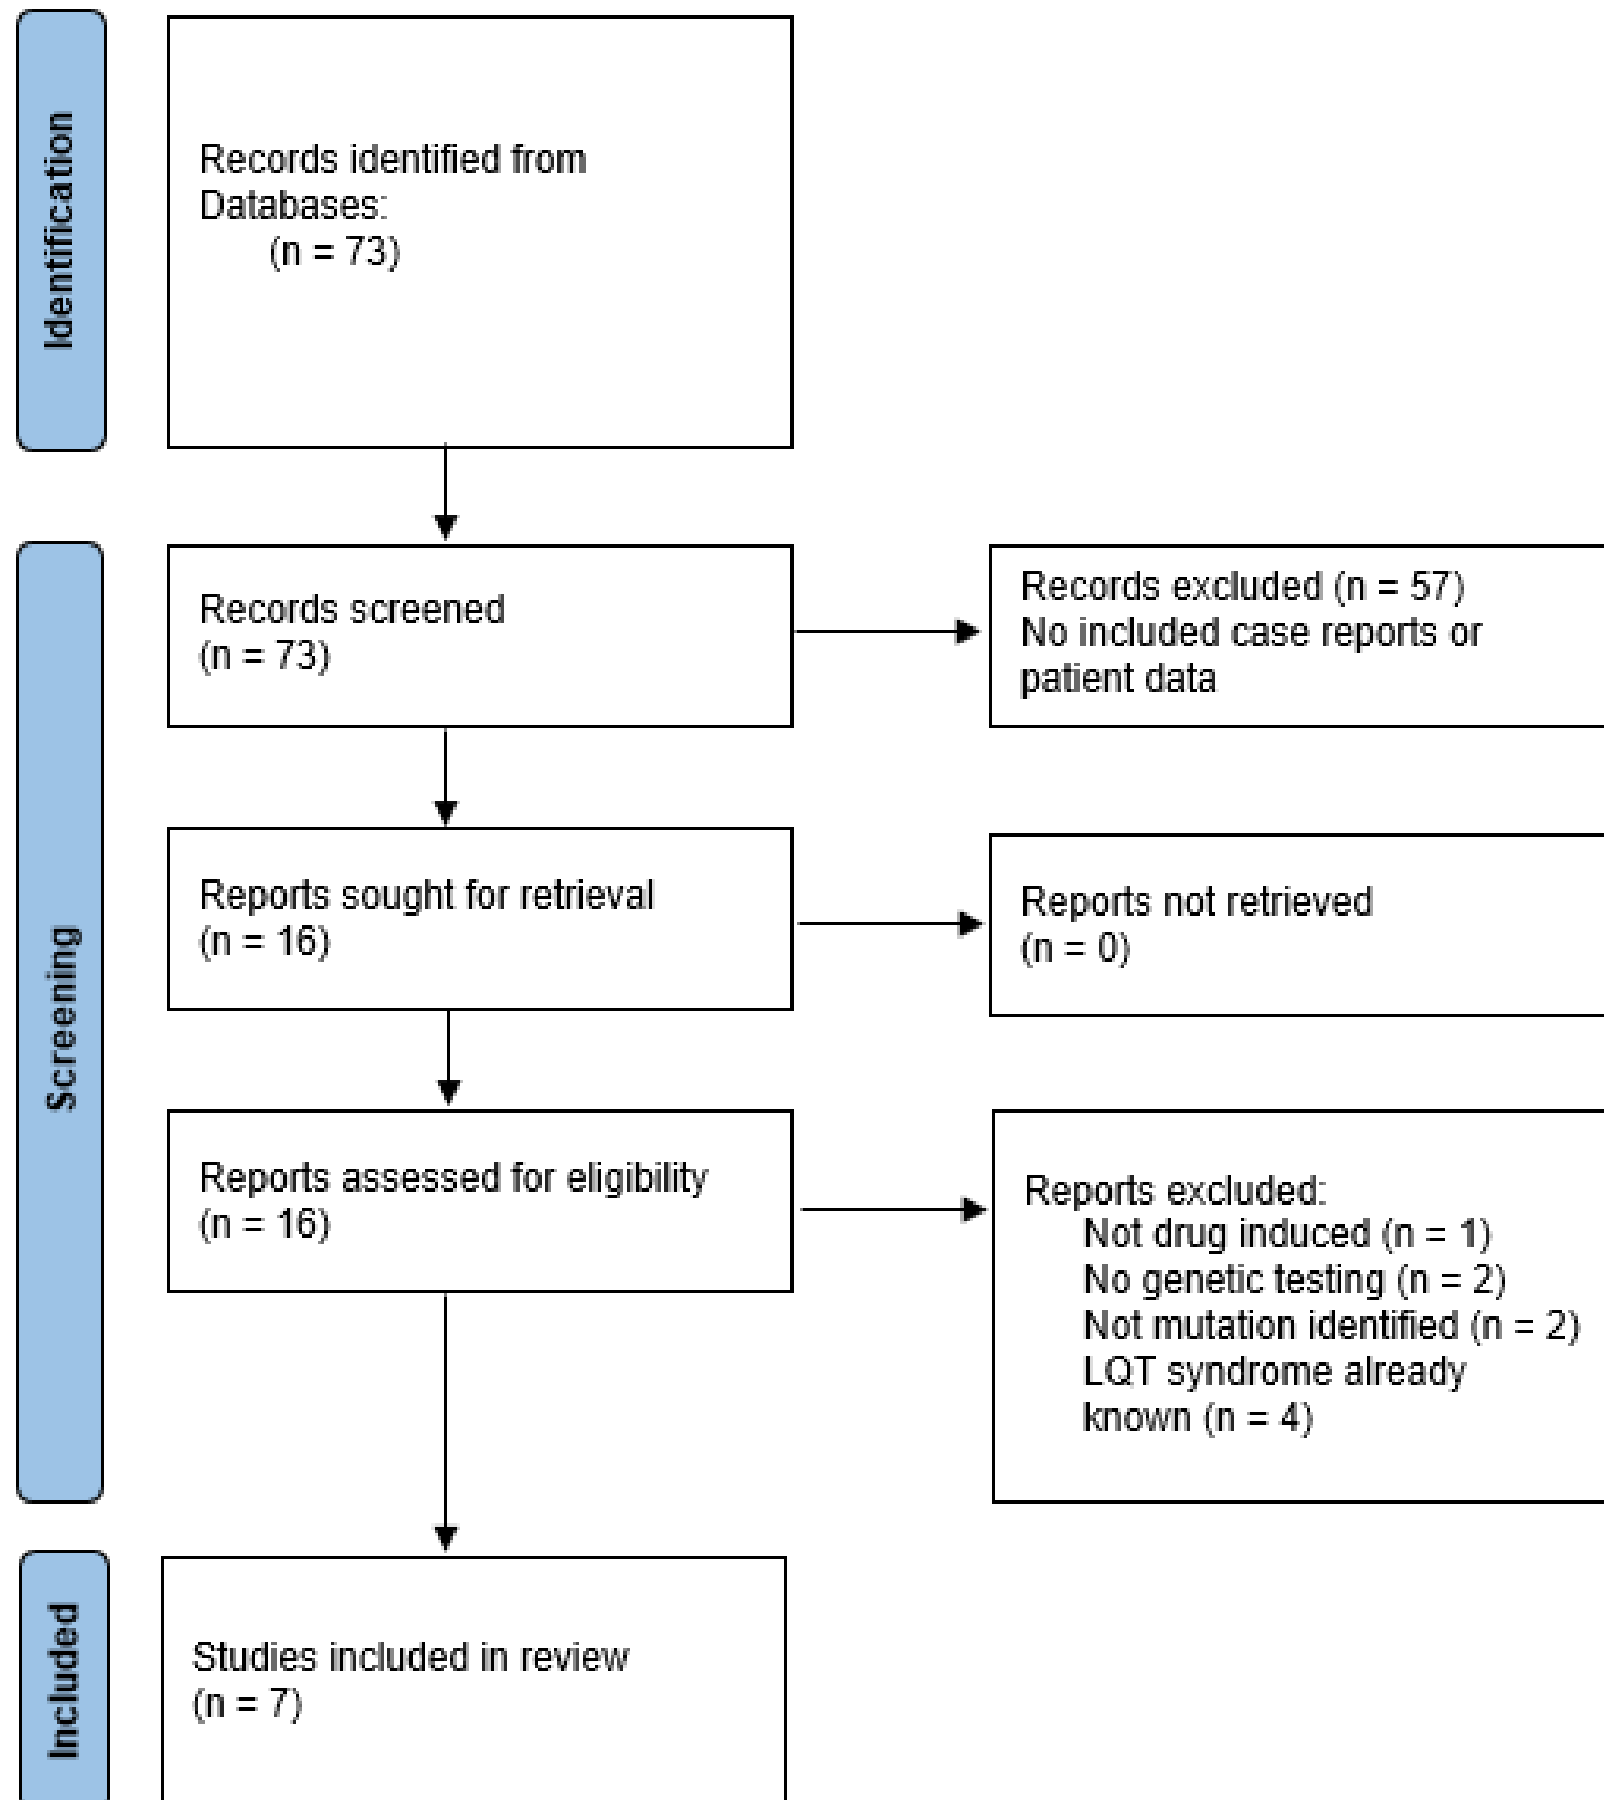 Identification
Records identified from
Databases:
(n = 73)
Screening
Records screened
(n = 73)
Records excluded (n = 57)
No included case reports or
patient data
Reports sought for retrieval
(n = 16)
Reports not retrieved
(n = 0)
Reports assessed for eligibility
(n = 16)
Reports excluded:
Not drug induced (n = 1)
No genetic testing (n = 2)
Not mutation identified (n = 2)
LQT syndrome already
known (n = 4)
Included
Studies included in review
(n = 7)